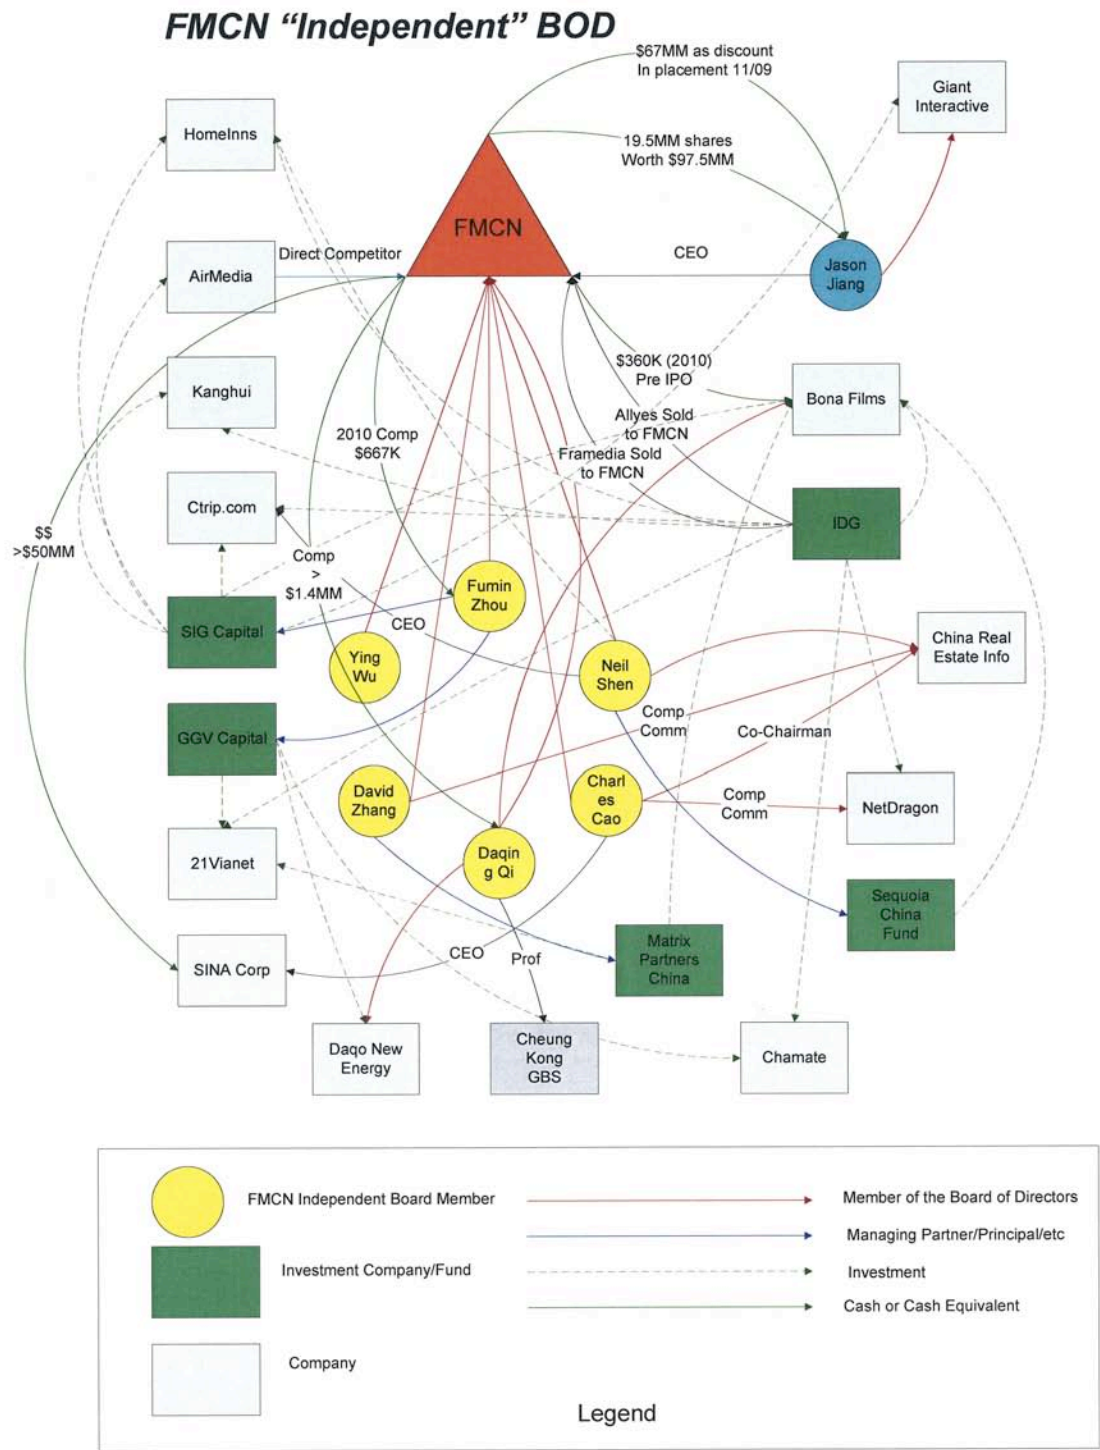 FMCN “Independent” BOD
$67MM as discount
In placement 11/09
Giant
Interactive
HomeInns
19.5MM shares
Worth $97.5MM
FMCN
Direct Competitor
CEO
AirMedia
Jason
Jiang
$360K (2010)
Pre IPO
Kanghui
Bona Films
Allyes Sold
to FMCN
2010 Comp
$667K
Framedia Sold
to FMCN
Ctrip.com
IDG
$$
>$50MM
Comp
>
$1.4MM
Fumin
Zhou
SIG Capital
CEO
China Real
Estate Info
Ying
Wu
Neil
Shen
Comp
Comm
GGV Capital
Co-Chairman
David
Zhang
Charl
es
Cao
Comp
Comm
NetDragon
21Vianet
Daqin
g Qi
Sequoia
China
Fund
Matrix
Partners
China
CEO
Prof
SINA Corp
Daqo New
Energy
Cheung
Kong
GBS
Chamate
FMCN Independent Board Member
Member of the Board of Directors
Managing Partner/Principal/etc
Investment Company/Fund
Investment
Cash or Cash Equivalent
Company
Legend